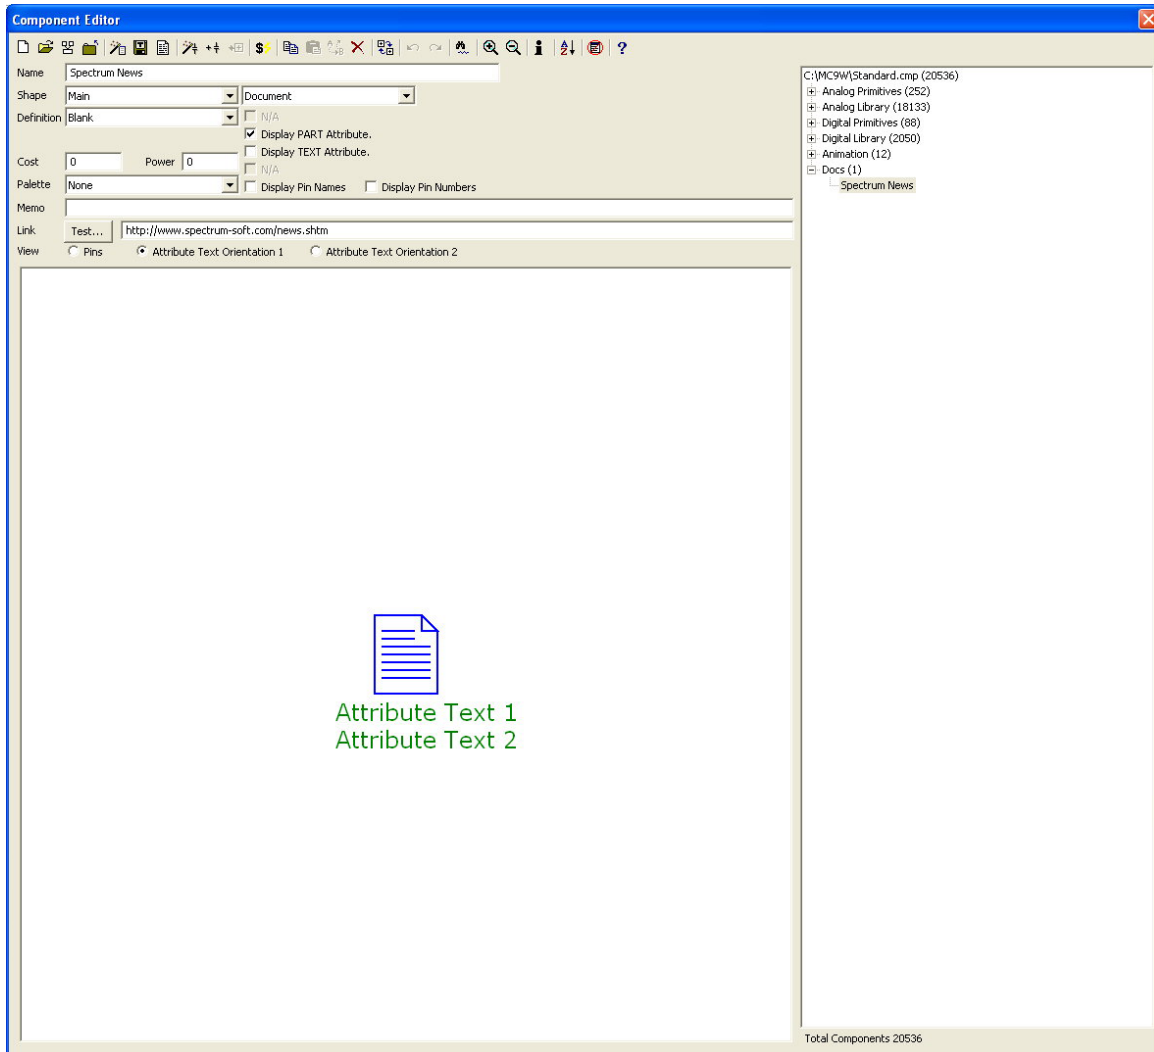 Component Editor
Name Spectrum News
Shape Main Document
Definition Blank N/A
Display PART Attribute.
Display TEXT Attribute.
Cost 0 Power 0
N/A
Palette None Display Pin Names Display Pin Numbers
Memo
Link Test... http://www.spectrum-soft.com/news.shtm
View Pins Attribute Text Orientation 1 Attribute Text Orientation 2
Attribute Text 1
Attribute Text 2
C:\MC9W\Standard.cmp (20536)
Analog Primitives (252)
Analog Library (18133)
Digital Primitives (88)
Digital Library (2050)
Animation (12)
Docs (1)
Spectrum News
Total Components 20536